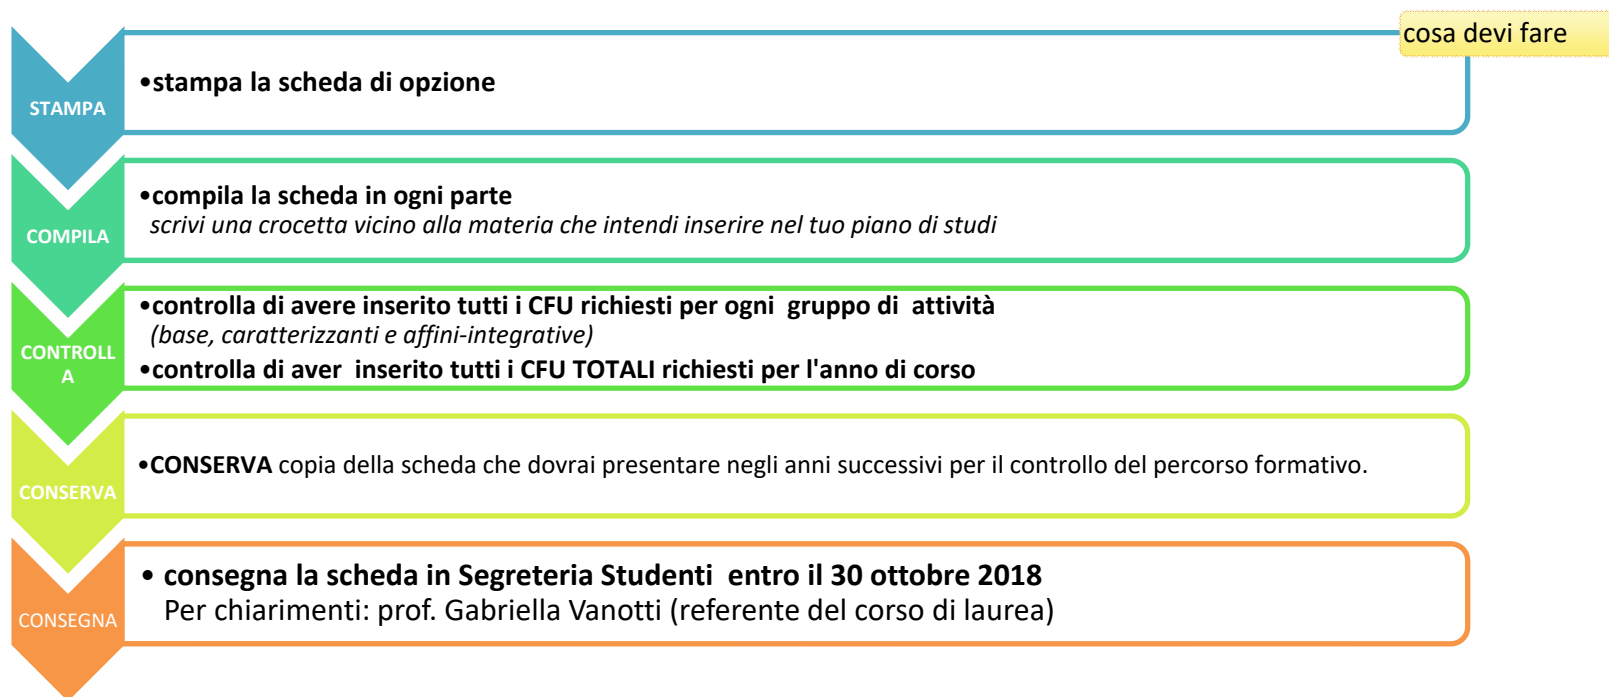 cosa devi fare
STAMPA
•stampa la scheda di opzione
COMPILA
•compila la scheda in ogni parte
scrivi una crocetta vicino alla materia che intendi inserire nel tuo piano di studi
CONTROLL
A
•controlla di avere inserito tutti i CFU richiesti per ogni gruppo di attività
(base, caratterizzanti e affini-integrative)
•controlla di aver inserito tutti i CFU TOTALI richiesti per l'anno di corso
CONSERVA
•CONSERVA copia della scheda che dovrai presentare negli anni successivi per il controllo del percorso formativo.
CONSEGNA
• consegna la scheda in Segreteria Studenti entro il 30 ottobre 2018
Per chiarimenti: prof. Gabriella Vanotti (referente del corso di laurea)